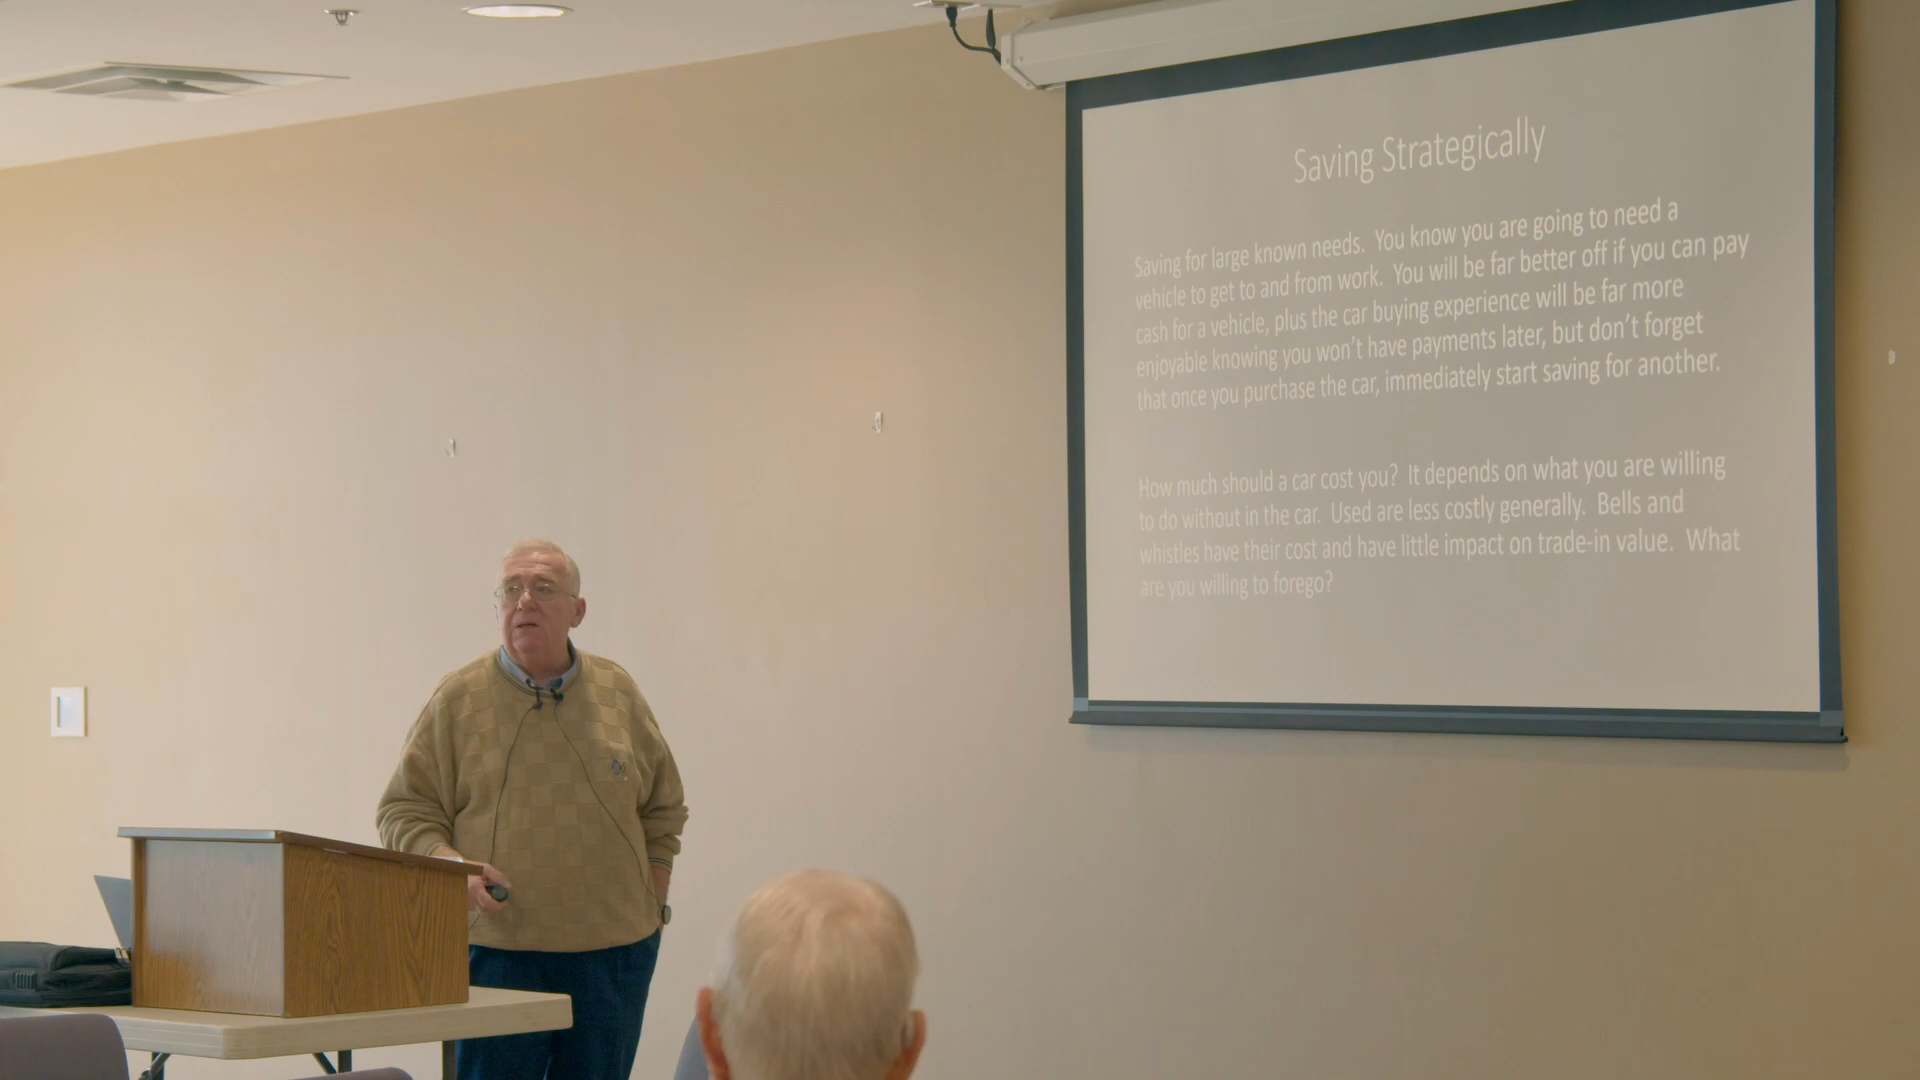 Saving Strategically
Saving for large known needs.  You know you are going to need a
vehicle to get to and from work.  You will be far better off if you can pay
cash for a vehicle, plus the car buying experience will be far more
enjoyable knowing you won't have payments later, but don't forget
that once you purchase the car, immediately start saving for another.
How much should a car cost you?  It depends on what you are willing
to do without in the car.  Used are less costly generally.  Bells and
whistles have their cost and have little impact on trade-in value.  What
are you willing to forego?